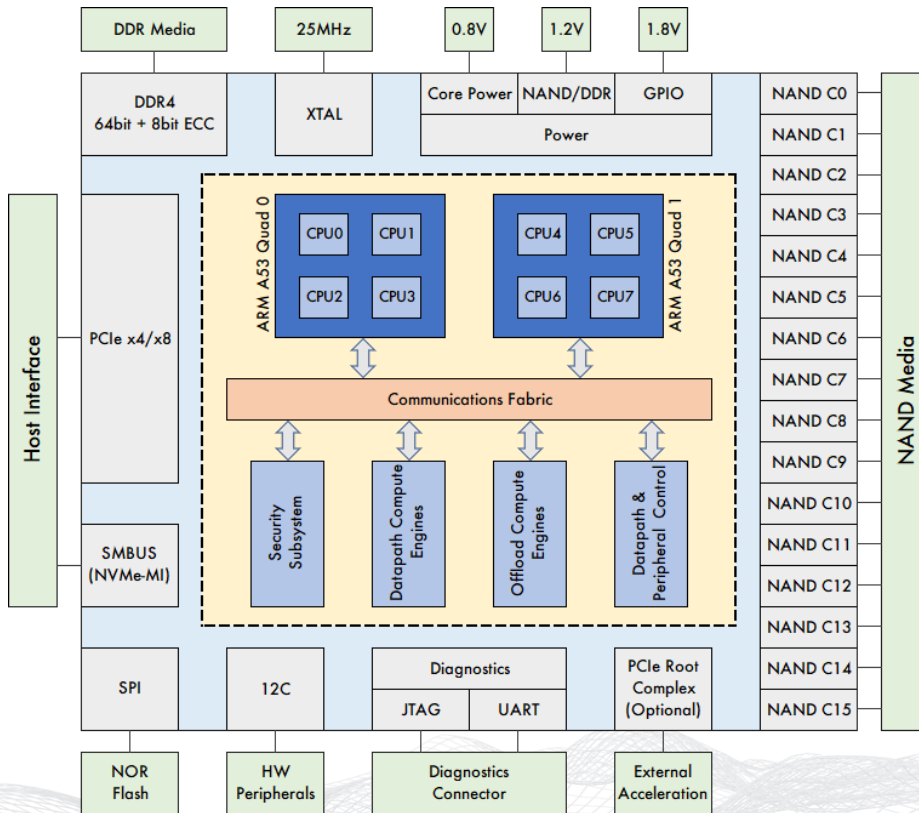 DDR Media
25MHz
0.8V
1.2V
1.8V
DDR4
64bit + 8bit ECC
XTAL
Core Power
NAND/DDR
GPIO
Power
NAND C0
NAND C1
NAND C2
NAND C3
NAND C4
NAND C5
NAND C6
NAND C7
NAND C8
NAND C9
NAND C10
NAND C11
NAND C12
NAND C13
NAND C14
NAND C15
NAND Media
Host Interface
PCIe x4/x8
SMBUS
(NVMe-MI)
ARM A53 Quad 0
CPU0
CPU1
CPU2
CPU3
CPU4
CPU5
CPU6
CPU7
ARM A53 Quad 1
Communications Fabric
Security
Subsystem
Datapath Compute
Engines
Offload Compute
Engines
Datapath &
Peripheral Control
SPI
12C
Diagnostics
JTAG
UART
PCIe Root
Complex
(Optional)
NOR
Flash
HW
Peripherals
Diagnostics
Connector
External
Acceleration